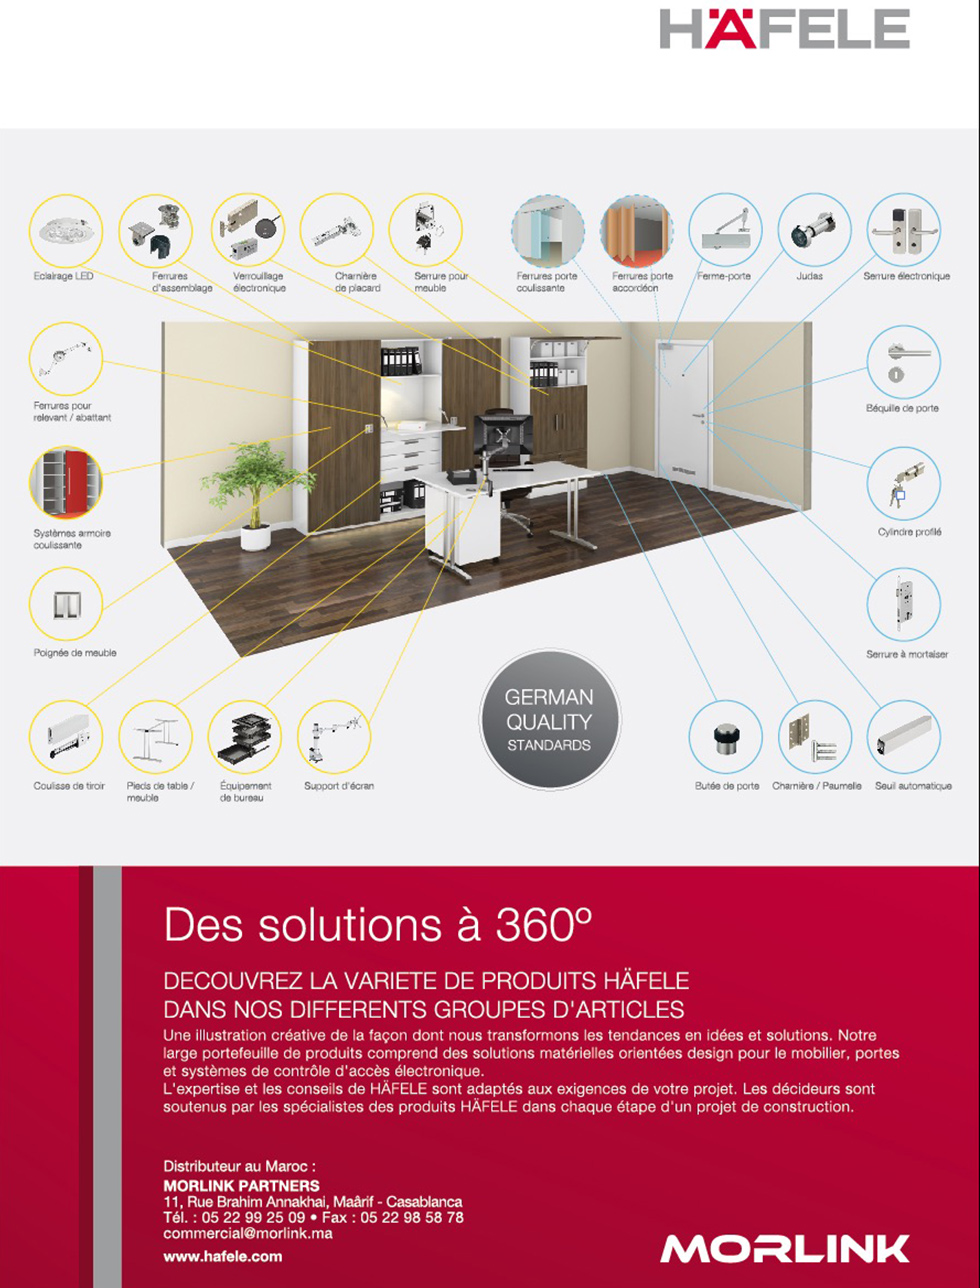 HÄFELE
Eclairage LED
Ferrures
d'assemblage
Verrouillage
électronique
Charnière
de placard
Serrure pour
meuble
Ferrures porte
coulissante
Ferrures porte
accordéon
Ferme-porte
Judas
Serrure électronique
Ferrures pour
relevant / abattant
Béquille de porte
Systèmes armoire
coulissante
Cylindre profilé
Poignée de meuble
Serrure à mortaiser
GERMAN
QUALITY
STANDARDS
Coulisse de tiroir
Pieds de table /
meuble
Équipement
de bureau
Support d'écran
Butée de porte
Charnière / Paumelle
Seuil automatique
Des solutions à 360°
DECOUVREZ LA VARIETE DE PRODUITS HÄFELE
DANS NOS DIFFERENTS GROUPES D'ARTICLES
Une illustration créative de la façon dont nous transformons les tendances en idées et solutions. Notre
large portefeuille de produits comprend des solutions matérielles orientées design pour le mobilier, portes
et systèmes de contrôle d'accès électronique.
L'expertise et les conseils de HÄFELE sont adaptés aux exigences de votre projet. Les décideurs sont
soutenus par les spécialistes des produits HÄFELE dans chaque étape d'un projet de construction.
Distributeur au Maroc :
MORLINK PARTNERS
11, Rue Brahim Annakhai, Maârif - Casablanca
Tél. : 05 22 99 25 09 • Fax : 05 22 98 58 78
commercial@morlink.ma
www.hafele.com
MORLINK